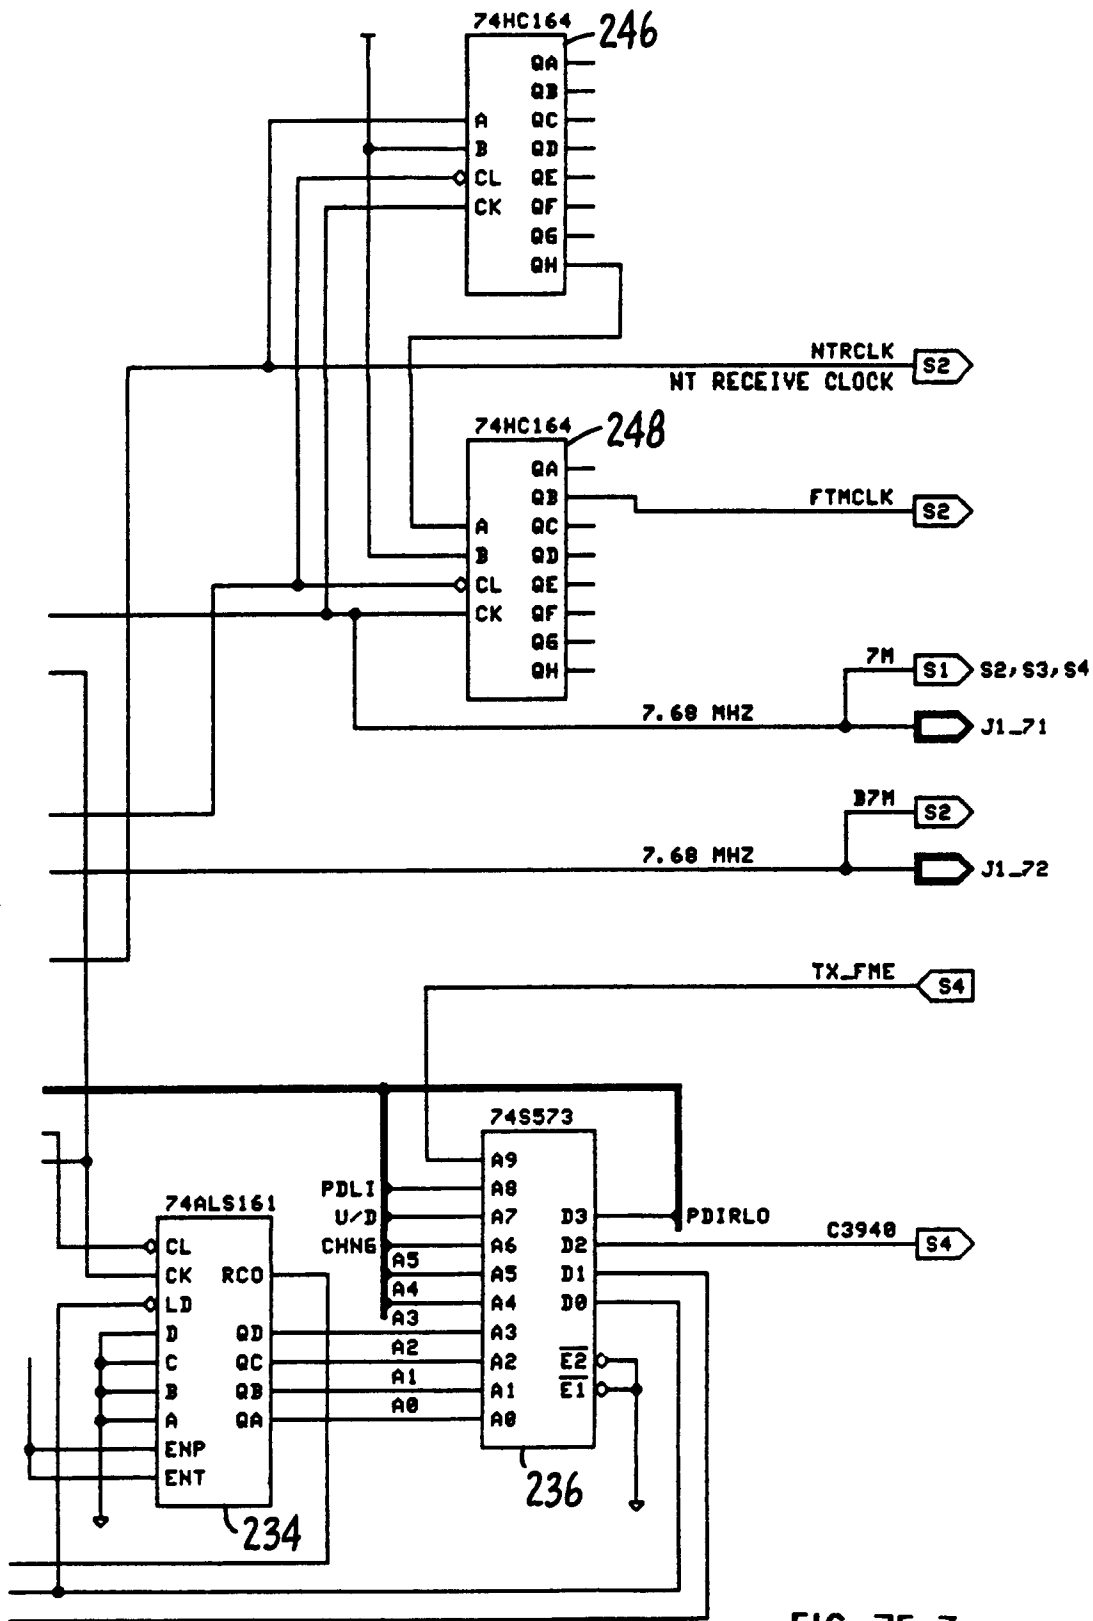 74HC164
246
QA
QB
A QC
B QD
CL QE
CK QF
QG
QH
NTRCLK
S2
NT RECEIVE CLOCK
74HC164
248
QA
QB
FTMCLK
S2
A QC
B QD
CL QE
CK QF
QG
QH
7M
S1 S2,S3,S4
7.68 MHZ
J1_71
B7M
S2
7.68 MHZ
J1_72
TX_FME
S4
74S573
A9
PDLI A8
U/D A7 D3 PDIRLO
CHNG A6 D2 C3940 S4
A5 A5 D1
A4 A4 D0
A3 A3
A2 A2 E2
A1 A1 E1
A0 A0
236
74ALS161
CL
CK RCO
LD
D QD
C QC
B QB
A QA
ENP
ENT
234